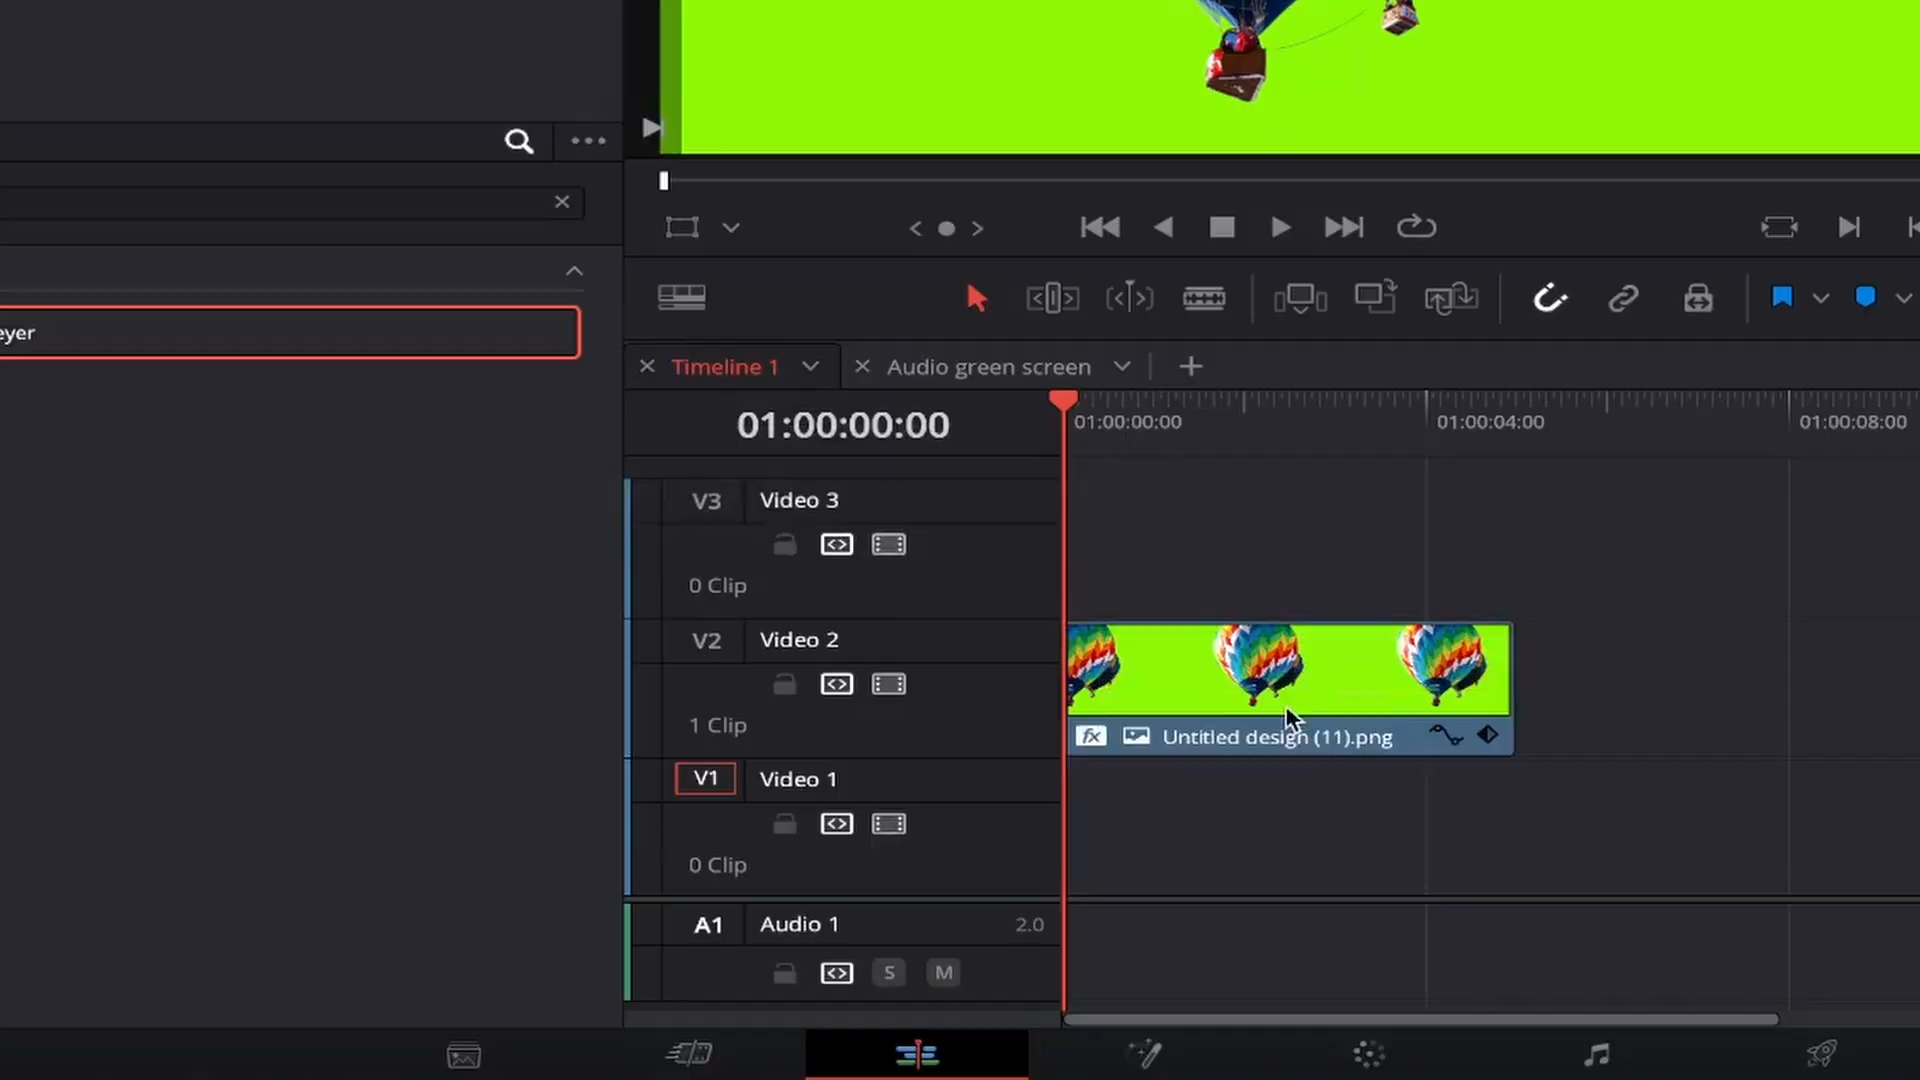 eyer
Timeline 1
Audio green screen
01:00:00:00
01:00:00:00
01:00:04:00
01:00:08:00
V3 Video 3
0 Clip
V2 Video 2
1 Clip
fx Untitled design (11).png
V1 Video 1
0 Clip
A1 Audio 1 2.0
S M